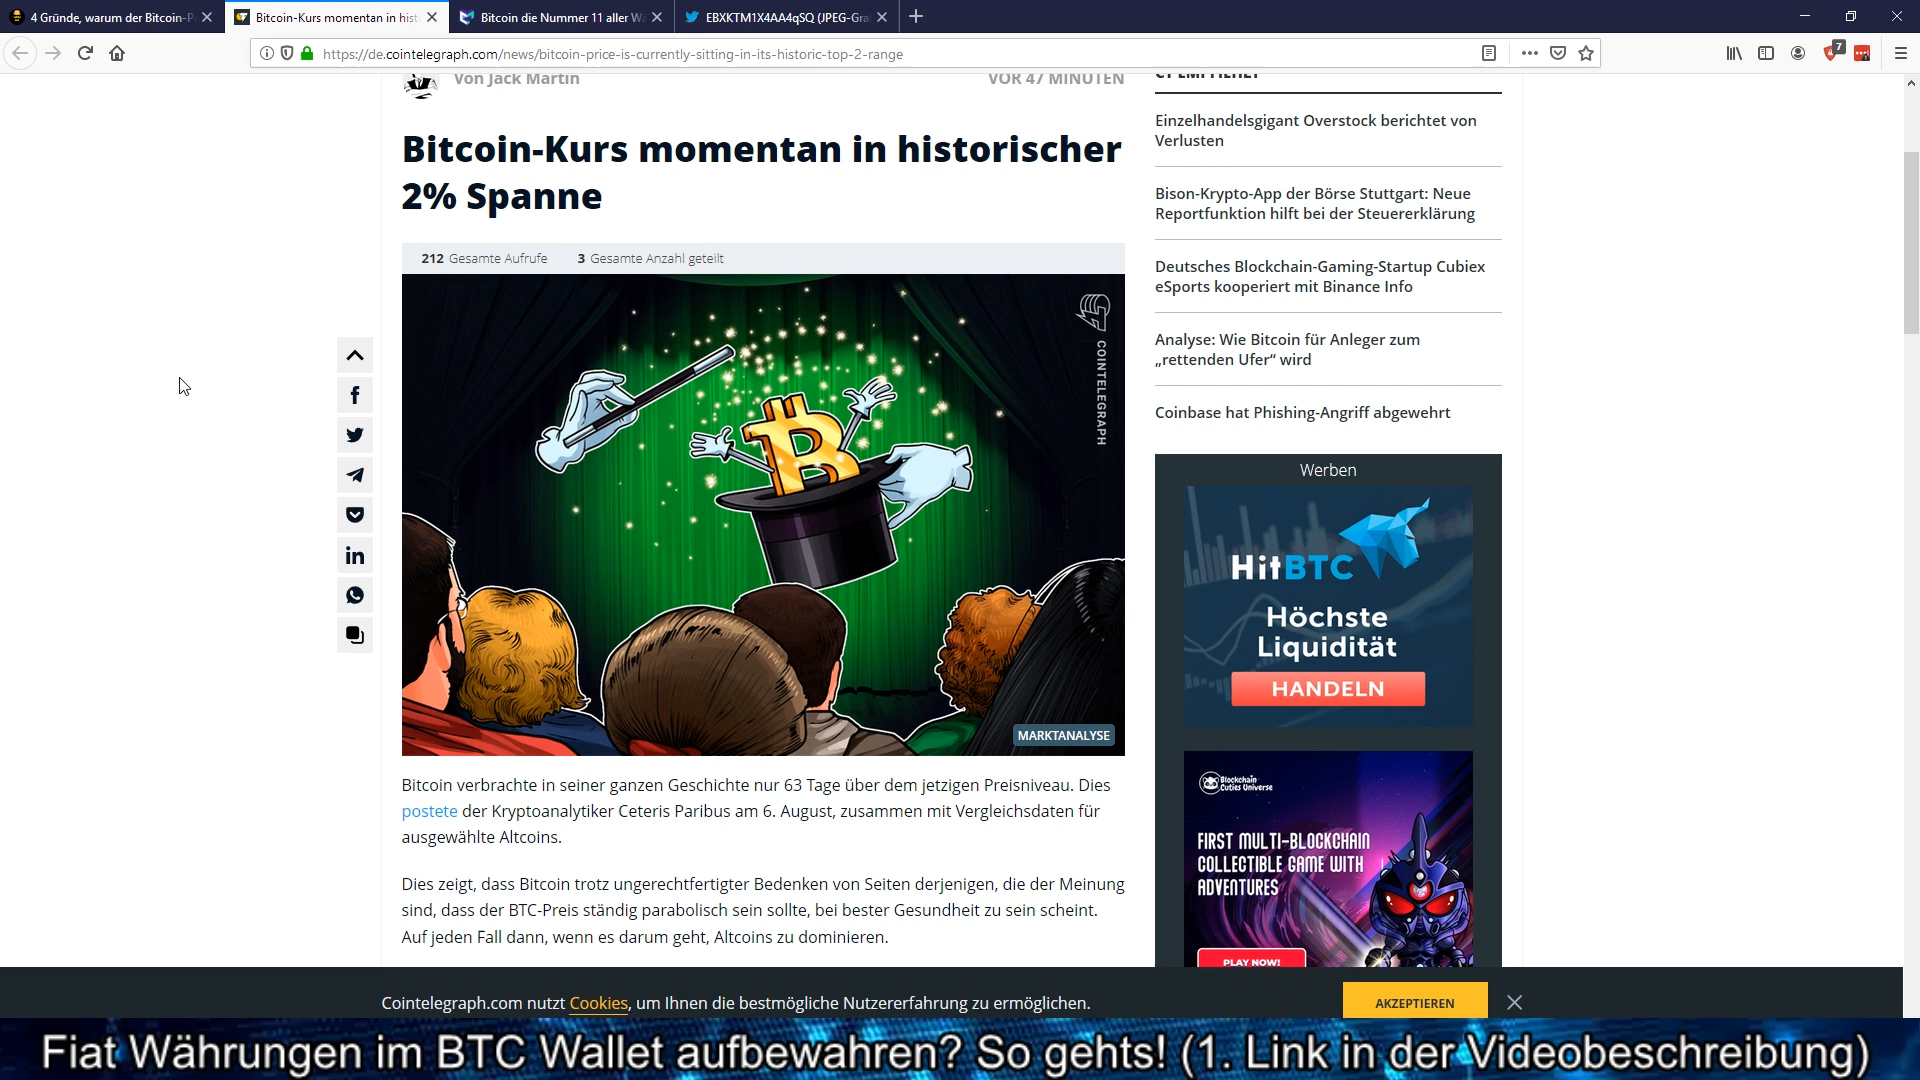 4 Gründe, warum der Bitcoin-P
Bitcoin-Kurs momentan in hist
Bitcoin die Nummer 11 aller Wä
EBXKTM1X4AA4qSQ (JPEG-Gra
https://de.cointelegraph.com/news/bitcoin-price-is-currently-sitting-in-its-historic-top-2-range
7
Von Jack Martin
VOR 47 MINUTEN
CT EMPFIEHLT
Bitcoin-Kurs momentan in historischer
2% Spanne
212 Gesamte Aufrufe 3 Gesamte Anzahl geteilt
COINTELEGRAPH
MARKTANALYSE
Bitcoin verbrachte in seiner ganzen Geschichte nur 63 Tage über dem jetzigen Preisniveau. Dies
postete der Kryptoanalytiker Ceteris Paribus am 6. August, zusammen mit Vergleichsdaten für
ausgewählte Altcoins.
Dies zeigt, dass Bitcoin trotz ungerechtfertigter Bedenken von Seiten derjenigen, die der Meinung
sind, dass der BTC-Preis ständig parabolisch sein sollte, bei bester Gesundheit zu sein scheint.
Auf jeden Fall dann, wenn es darum geht, Altcoins zu dominieren.
Einzelhandelsgigant Overstock berichtet von
Verlusten
Bison-Krypto-App der Börse Stuttgart: Neue
Reportfunktion hilft bei der Steuererklärung
Deutsches Blockchain-Gaming-Startup Cubiex
eSports kooperiert mit Binance Info
Analyse: Wie Bitcoin für Anleger zum
„rettenden Ufer“ wird
Coinbase hat Phishing-Angriff abgewehrt
Werben
HitBTC
Höchste
Liquidität
HANDELN
Blockchain
Cuties Universe
FIRST MULTI-BLOCKCHAIN
COLLECTIBLE GAME WITH
ADVENTURES
PLAY NOW!
Cointelegraph.com nutzt Cookies, um Ihnen die bestmögliche Nutzererfahrung zu ermöglichen.
AKZEPTIEREN
Fiat Währungen im BTC Wallet aufbewahren? So gehts! (1. Link in der Videobeschreibung)